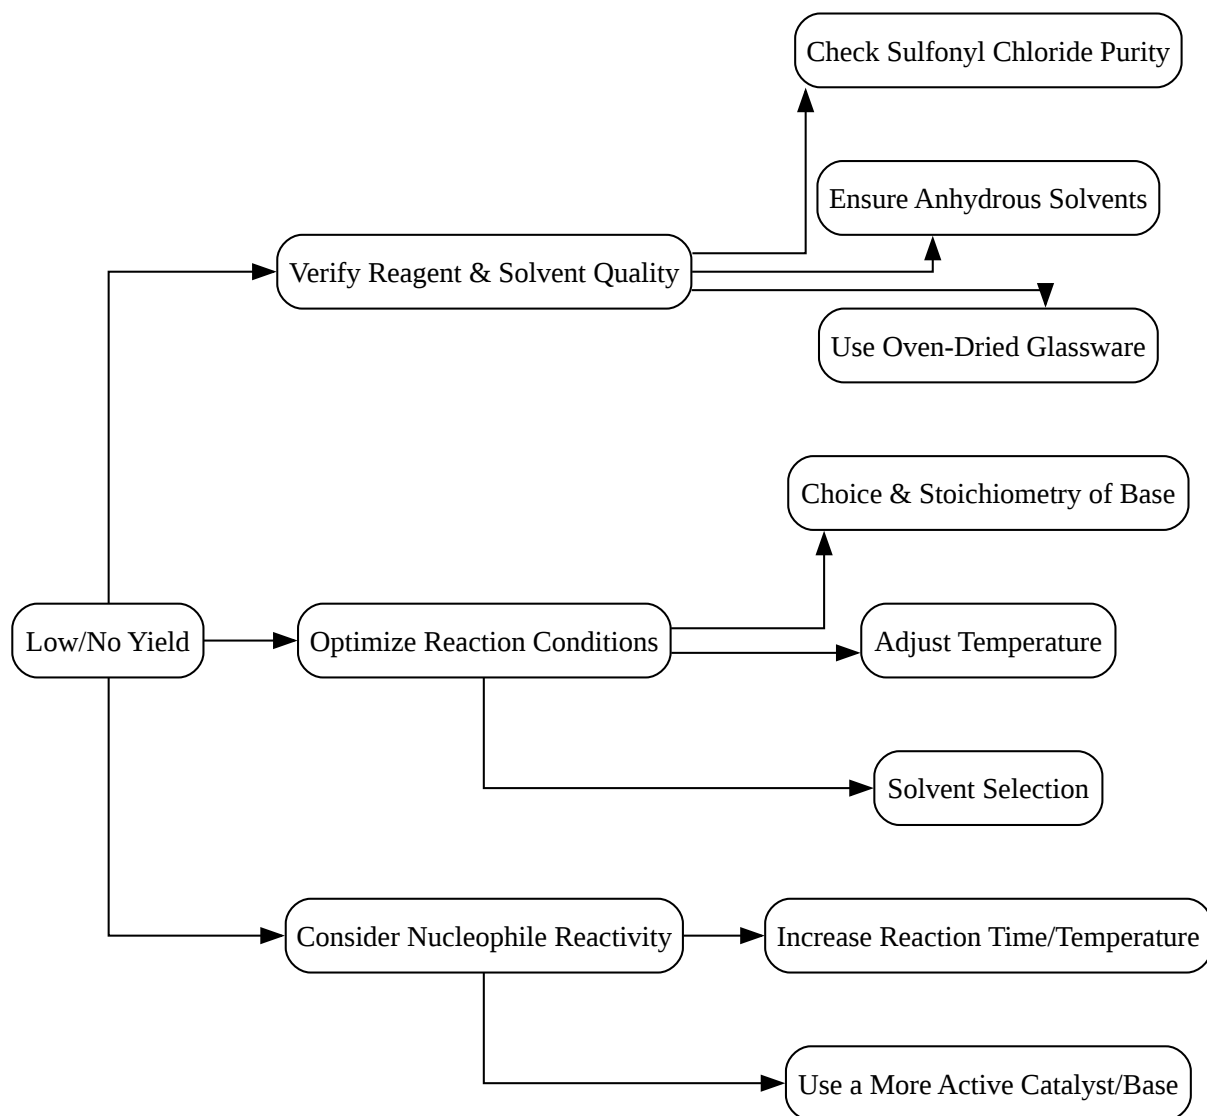 Check Sulfonyl Chloride Purity
Ensure Anhydrous Solvents
Verify Reagent & Solvent Quality
Use Oven-Dried Glassware
Choice & Stoichiometry of Base
Low/No Yield
Optimize Reaction Conditions
Adjust Temperature
Solvent Selection
Consider Nucleophile Reactivity
Increase Reaction Time/Temperature
Use a More Active Catalyst/Base